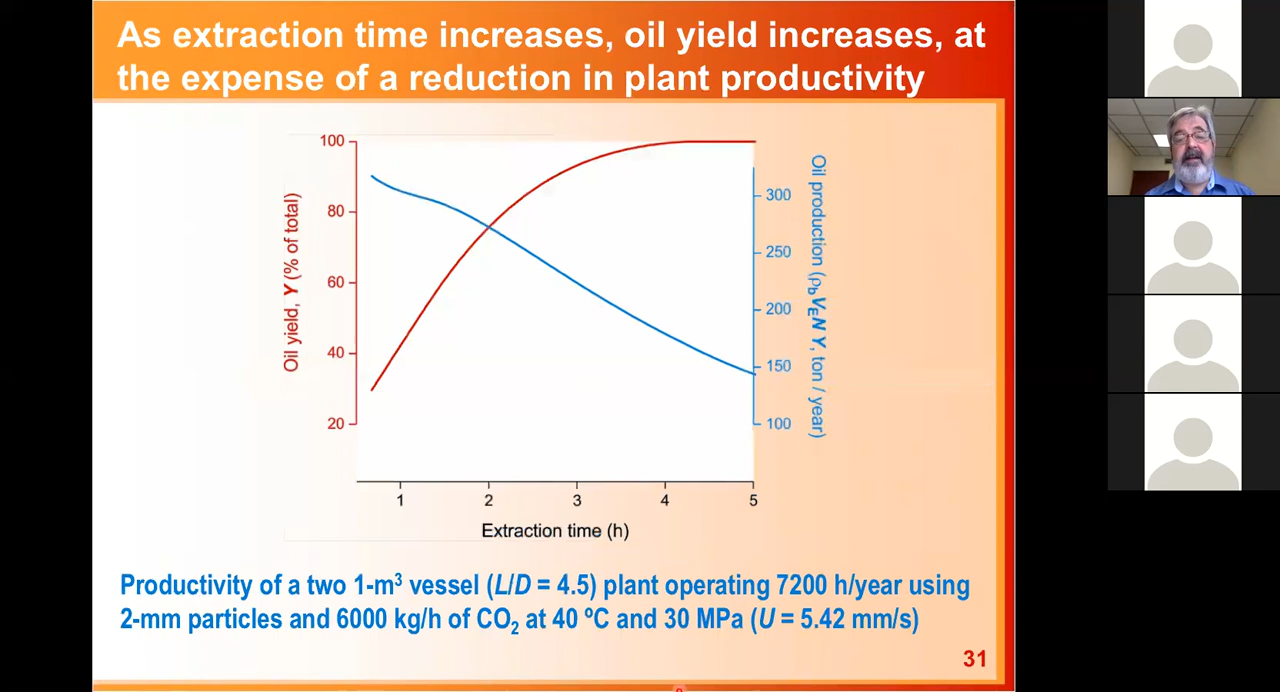 As extraction time increases, oil yield increases, at
the expense of a reduction in plant productivity
Oil yield, Y (% of total)
100
80
60
40
20
300
250
200
150
100
Oil production (ρbVEN Y, ton / year)
1 2 3 4 5
Extraction time (h)
Productivity of a two 1-m³ vessel (L/D = 4.5) plant operating 7200 h/year using
2-mm particles and 6000 kg/h of CO₂ at 40 ºC and 30 MPa (U = 5.42 mm/s)
31